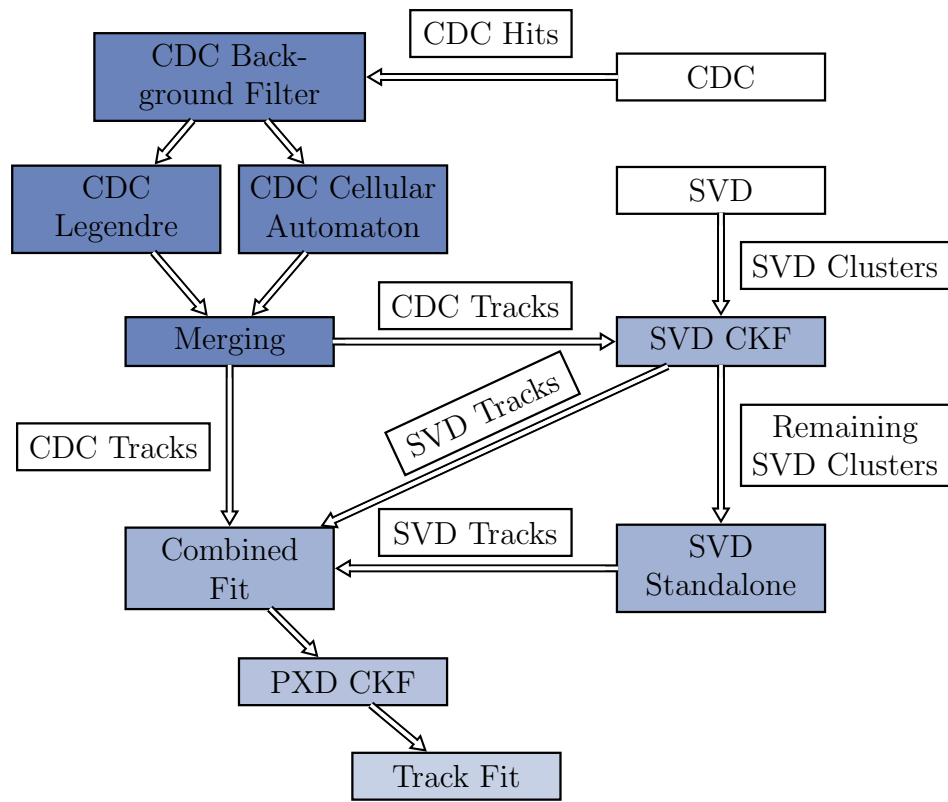 CDC Hits
CDC Back-
ground Filter
CDC
CDC
Legendre
CDC Cellular
Automaton
SVD
SVD Clusters
CDC Tracks
Merging
SVD CKF
SVD Tracks
CDC Tracks
Remaining
SVD Clusters
SVD Tracks
Combined
Fit
SVD
Standalone
PXD CKF
Track Fit